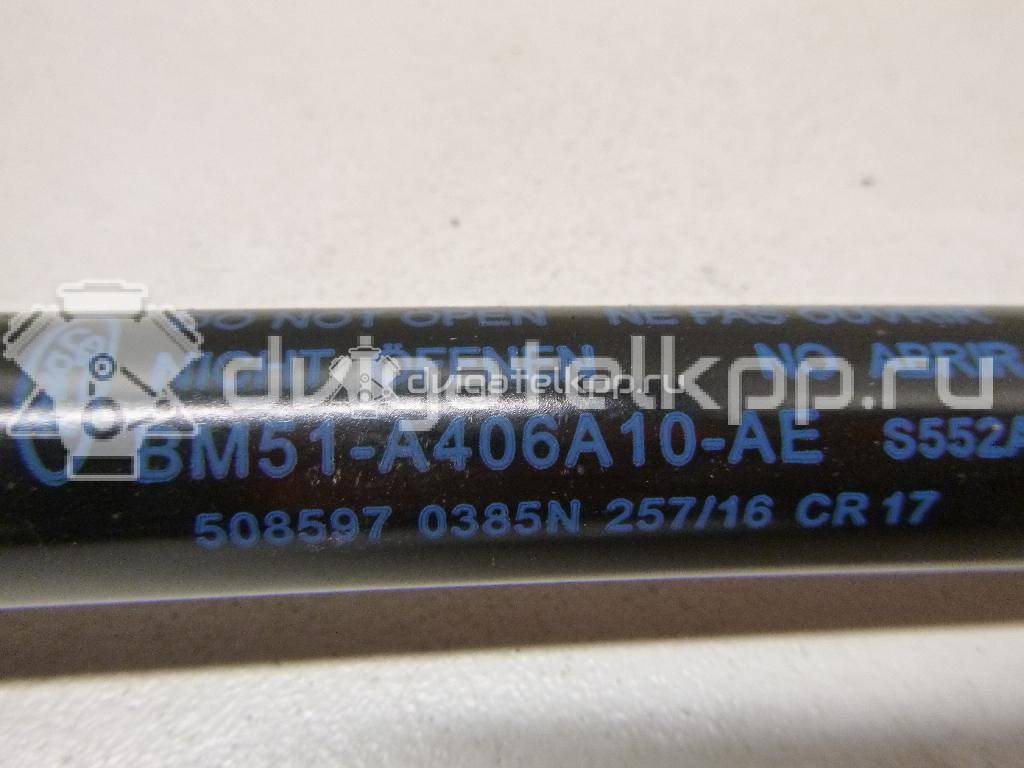 DO NOT OPEN NE PAS OUVRIR
NICHT ÖFFENEN NO ABRIR
BM51-A406A10-AE S552A
508597 0385N 257/16 CR 17
dvigatelkpp.ru
dvigatelkpp.ru